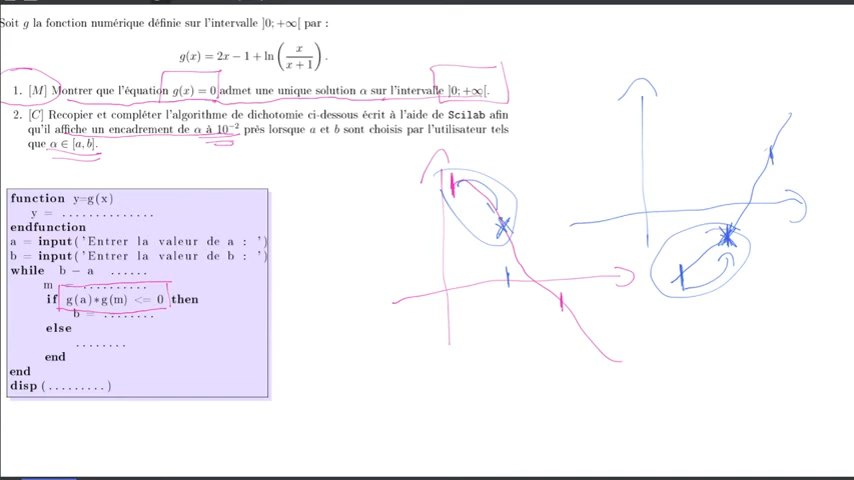 Soit g la fonction numérique définie sur l'intervalle ]0; +∞[ par :
g(x) = 2x − 1 + ln ( x / x + 1 ) .
1. [M] Montrer que l'équation g(x) = 0 admet une unique solution α sur l'intervalle ]0; +∞[.
2. [C] Recopier et compléter l'algorithme de dichotomie ci-dessous écrit à l'aide de Scilab afin
qu'il affiche un encadrement de α à 10⁻² près lorsque a et b sont choisis par l'utilisateur tels
que α ∈ [a, b].
function y=g(x)
y = ..............
endfunction
a = input('Entrer la valeur de a : ')
b = input('Entrer la valeur de b : ')
while b − a ......
m = ..........
if g(a)*g(m) <= 0 then
b = ........
else
........
end
end
disp(.........)